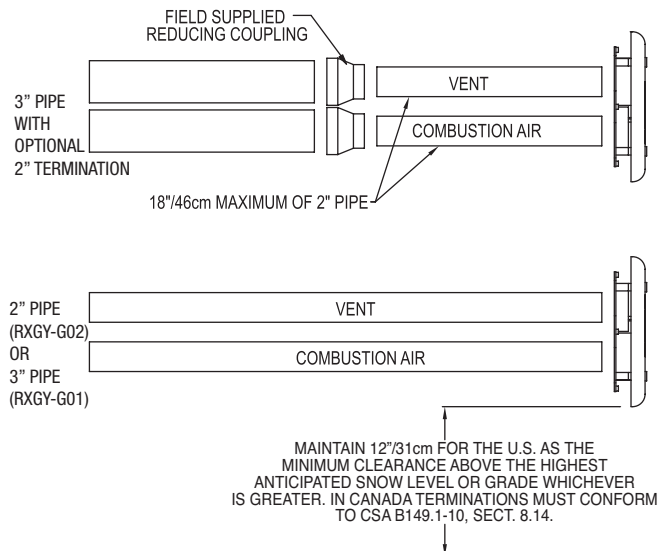 FIELD SUPPLIED
REDUCING COUPLING
3” PIPE
WITH
OPTIONAL
2” TERMINATION
VENT
COMBUSTION AIR
18"/46cm MAXIMUM OF 2" PIPE
2” PIPE
(RXGY-G02)
OR
3” PIPE
(RXGY-G01)
VENT
COMBUSTION AIR
MAINTAIN 12"/31cm FOR THE U.S. AS THE
MINIMUM CLEARANCE ABOVE THE HIGHEST
ANTICIPATED SNOW LEVEL OR GRADE WHICHEVER
IS GREATER. IN CANADA TERMINATIONS MUST CONFORM
TO CSA B149.1-10, SECT. 8.14.